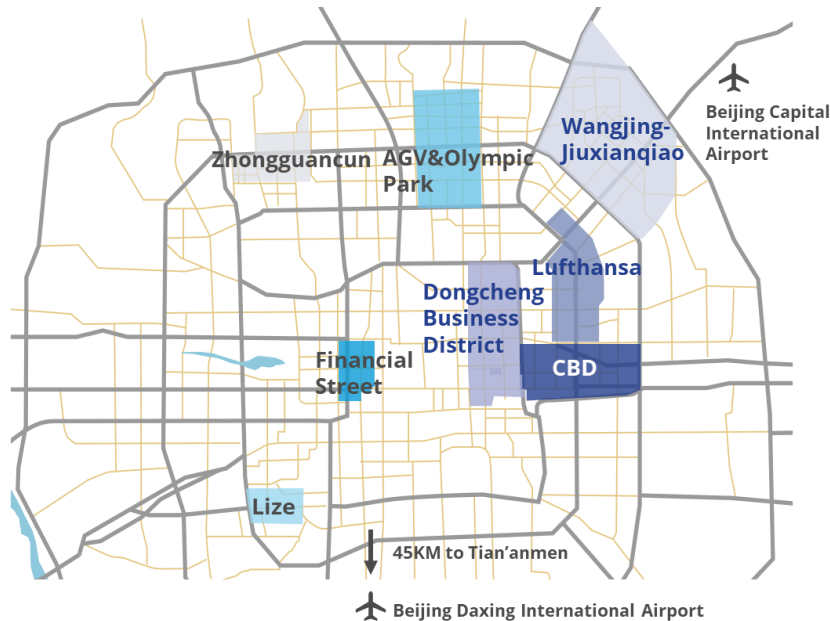 Wangjing-
Jiuxianqiao
Beijing Capital
International
Airport
Zhongguancun
AGV&Olympic
Park
Lufthansa
Dongcheng
Business
District
Financial
Street
CBD
Lize
45KM to Tian’anmen
Beijing Daxing International Airport